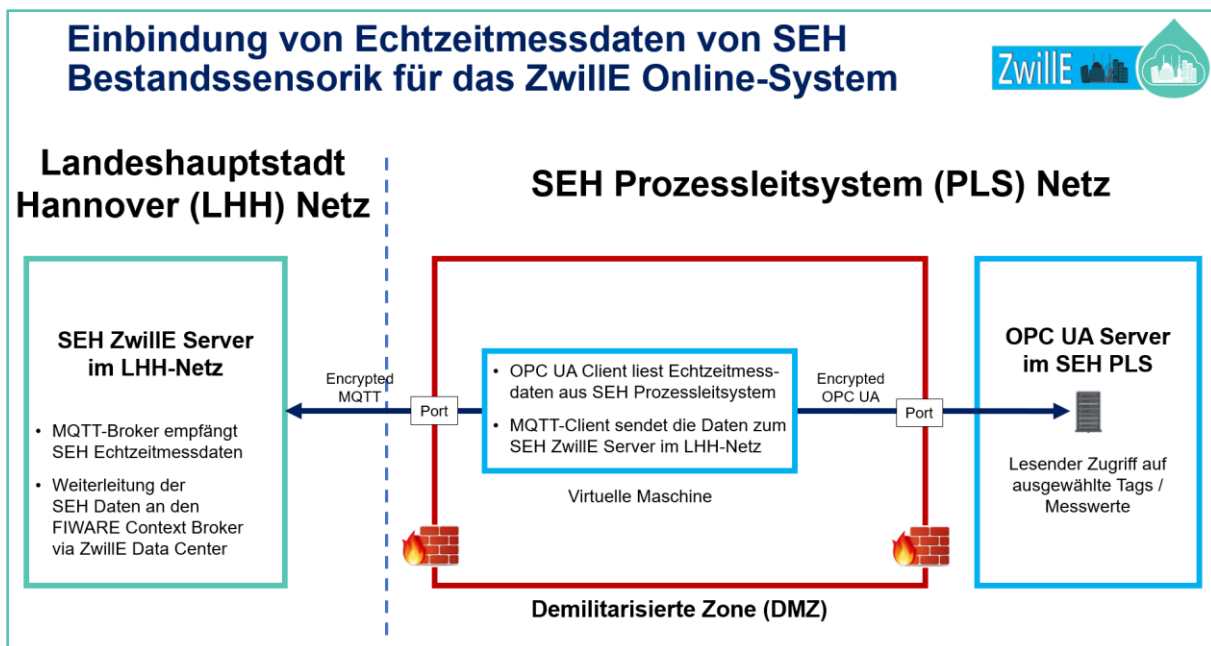 Einbindung von Echtzeitmessdaten von SEH
Bestandssensorik für das ZwillE Online-System
ZwillE
Landeshauptstadt
Hannover (LHH) Netz
SEH Prozessleitsystem (PLS) Netz
SEH ZwillE Server
im LHH-Netz
• MQTT-Broker empfängt
SEH Echtzeitmessdaten
• Weiterleitung der
SEH Daten an den
FIWARE Context Broker
via ZwillE Data Center
Encrypted
MQTT
Port
• OPC UA Client liest Echtzeitmess-
daten aus SEH Prozessleitsystem
• MQTT-Client sendet die Daten zum
SEH ZwillE Server im LHH-Netz
Virtuelle Maschine
Encrypted
OPC UA
Port
Demilitarisierte Zone (DMZ)
OPC UA Server
im SEH PLS
Lesender Zugriff auf
ausgewählte Tags /
Messwerte